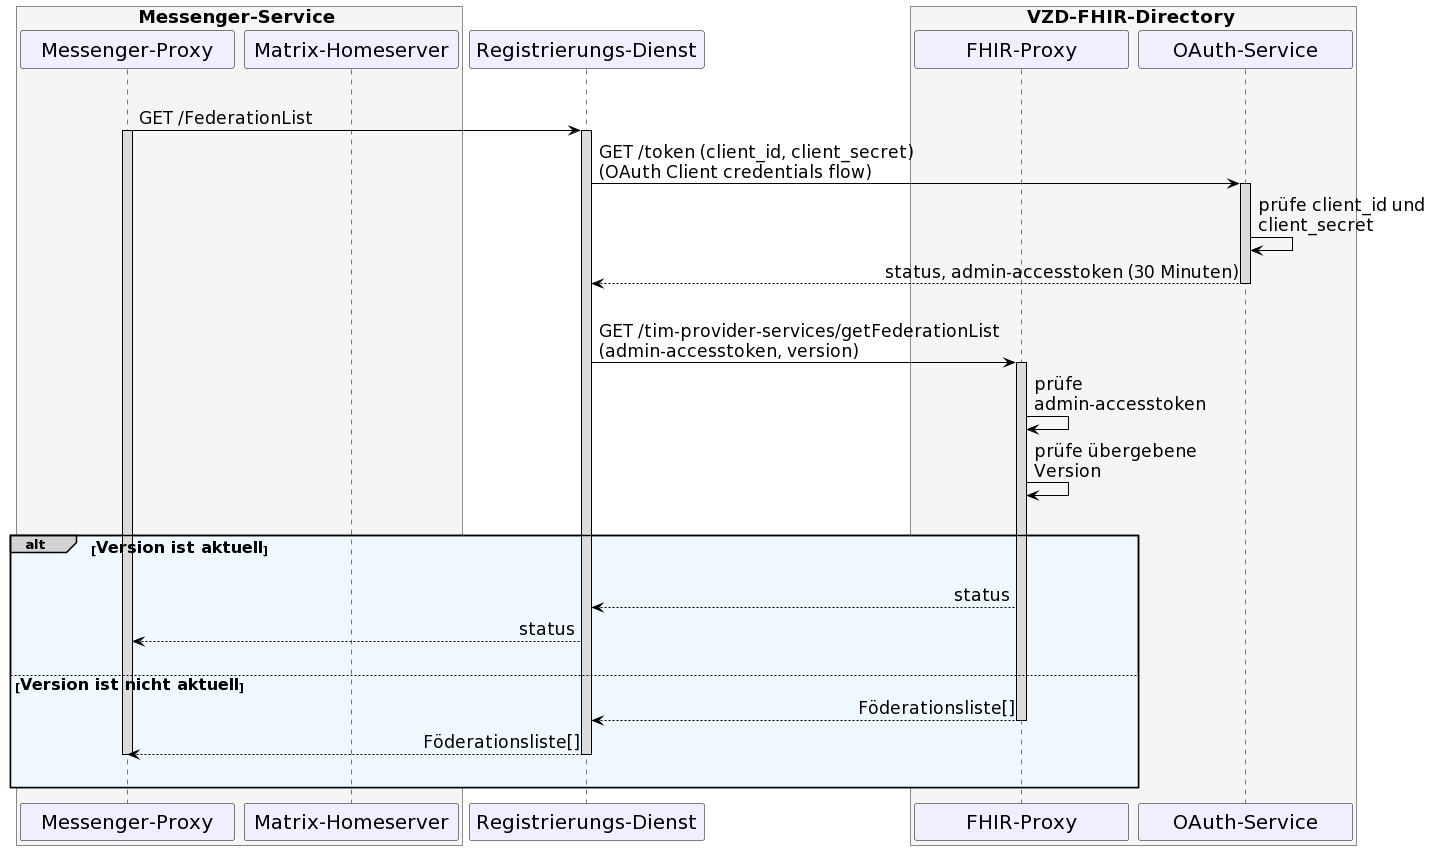 Messenger-Service
VZD-FHIR-Directory
Messenger-Proxy
Matrix-Homeserver
Registrierungs-Dienst
FHIR-Proxy
OAuth-Service
GET /FederationList
GET /token (client_id, client_secret)
(OAuth Client credentials flow)
prüfe client_id und
client_secret
status, admin-accesstoken (30 Minuten)
GET /tim-provider-services/getFederationList
(admin-accesstoken, version)
prüfe
admin-accesstoken
prüfe übergebene
Version
alt
[Version ist aktuell]
status
status
[Version ist nicht aktuell]
Föderationsliste[]
Föderationsliste[]
Messenger-Proxy
Matrix-Homeserver
Registrierungs-Dienst
FHIR-Proxy
OAuth-Service